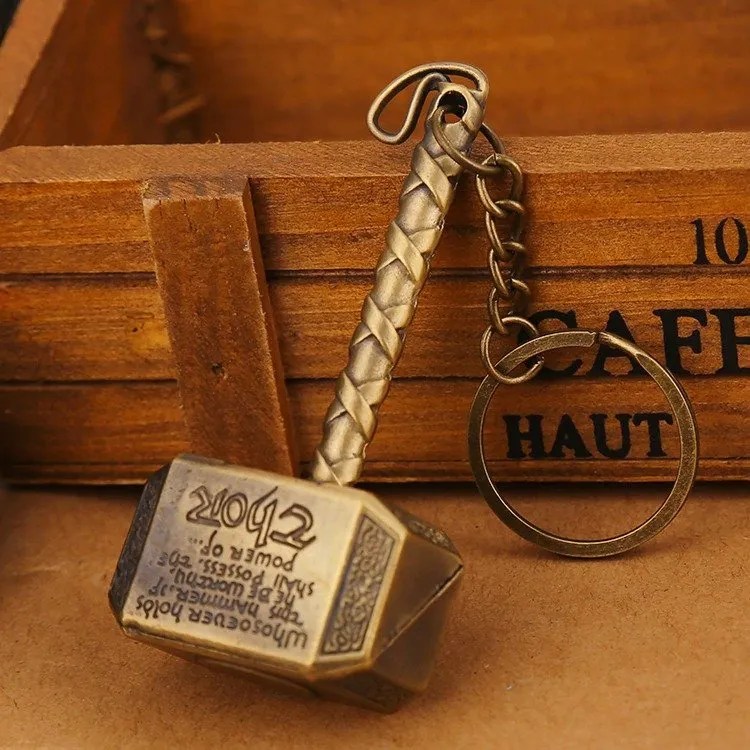 Whosoever holds
this hammer, if
he be worthy,
shall possess the
power of...
Thor
10
CAFE
HAUT